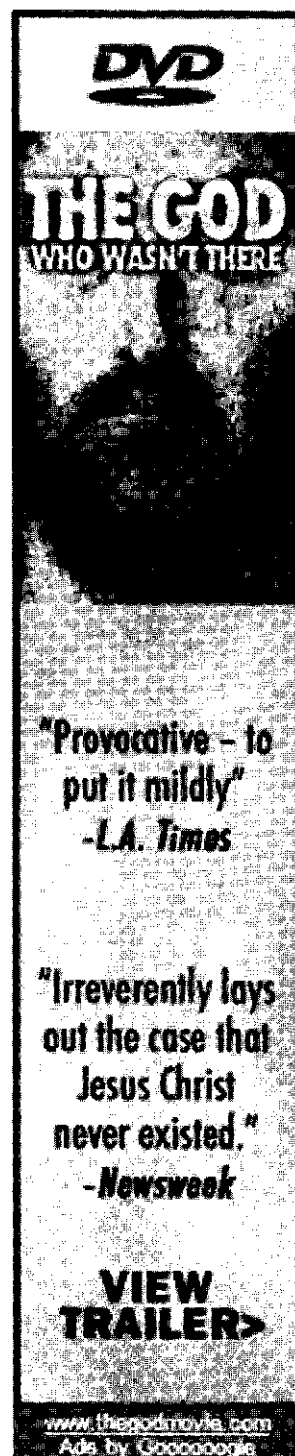 DVD
THE GOD
WHO WASN'T THERE
"Provocative – to
put it mildly"
-L.A. Times
"Irreverently lays
out the case that
Jesus Christ
never existed."
-Newsweek
VIEW
TRAILER>
www.thegodmovie.com
Ads by Goooooogle